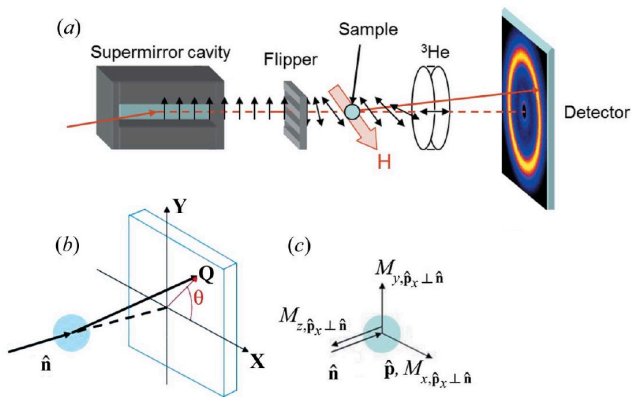 (a)
Supermirror cavity
Flipper
Sample
³He
Detector
H
(b)
Y
Q
θ
X
n̂
(c)
M_{y,p̂_x⊥n̂}
M_{z,p̂_x⊥n̂}
n̂
p̂, M_{x,p̂_x⊥n̂}